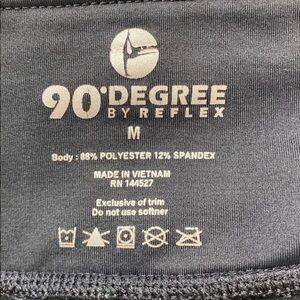 90°DEGREE
BY REFLEX
M
Body : 88% POLYESTER 12% SPANDEX
MADE IN VIETNAM
RN 144527
Exclusive of trim
Do not use softner